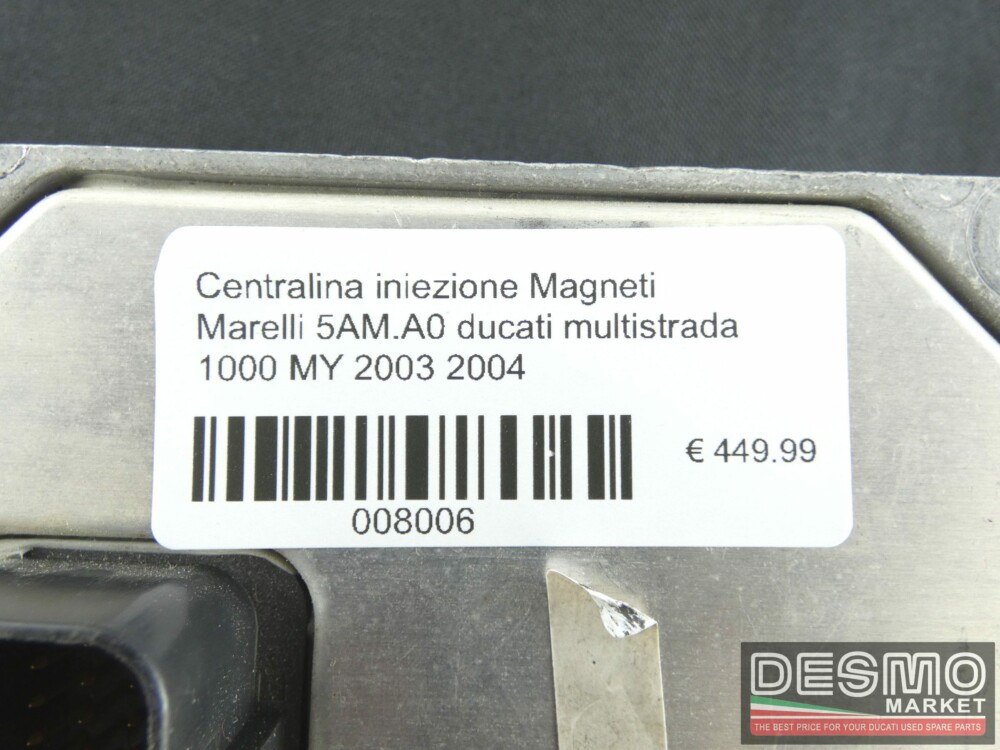 Centralina iniezione Magneti
Marelli 5AM.A0 ducati multistrada
1000 MY 2003 2004
€ 449.99
008006
DESMO
MARKET
THE BEST PRICE FOR YOUR DUCATI USED SPARE PARTS